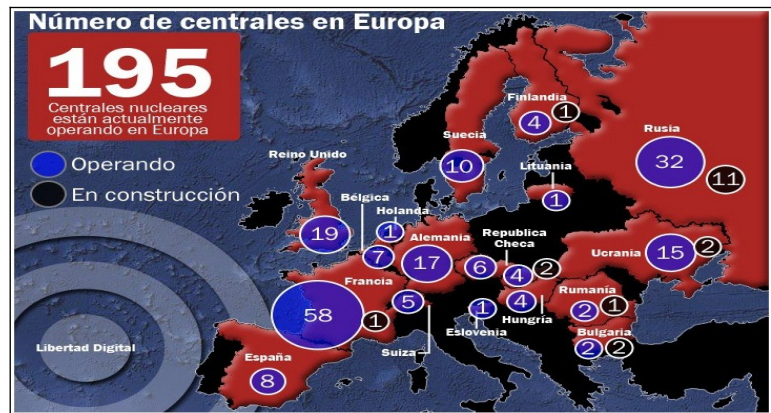 Número de centrales en Europa
195
Centrales nucleares
están actualmente
operando en Europa
Operando
En construcción
Reino Unido
19
Bélgica
7
Holanda
1
Alemania
17
Suecia
10
Finlandia
4
1
Rusia
32
11
Lituania
1
Republica
Checa
6
4
2
Ucrania
15
2
Francia
58
1
5
Suiza
Eslovenia
1
Hungría
4
Rumanía
2
1
Bulgaria
2
2
España
8
Libertad Digital